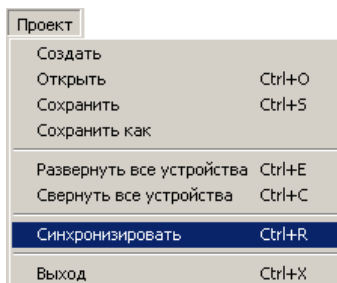 Проект
Создать
Открыть Ctrl+O
Сохранить Ctrl+S
Сохранить как
Развернуть все устройства Ctrl+E
Свернуть все устройства Ctrl+C
Синхронизировать Ctrl+R
Выход Ctrl+X